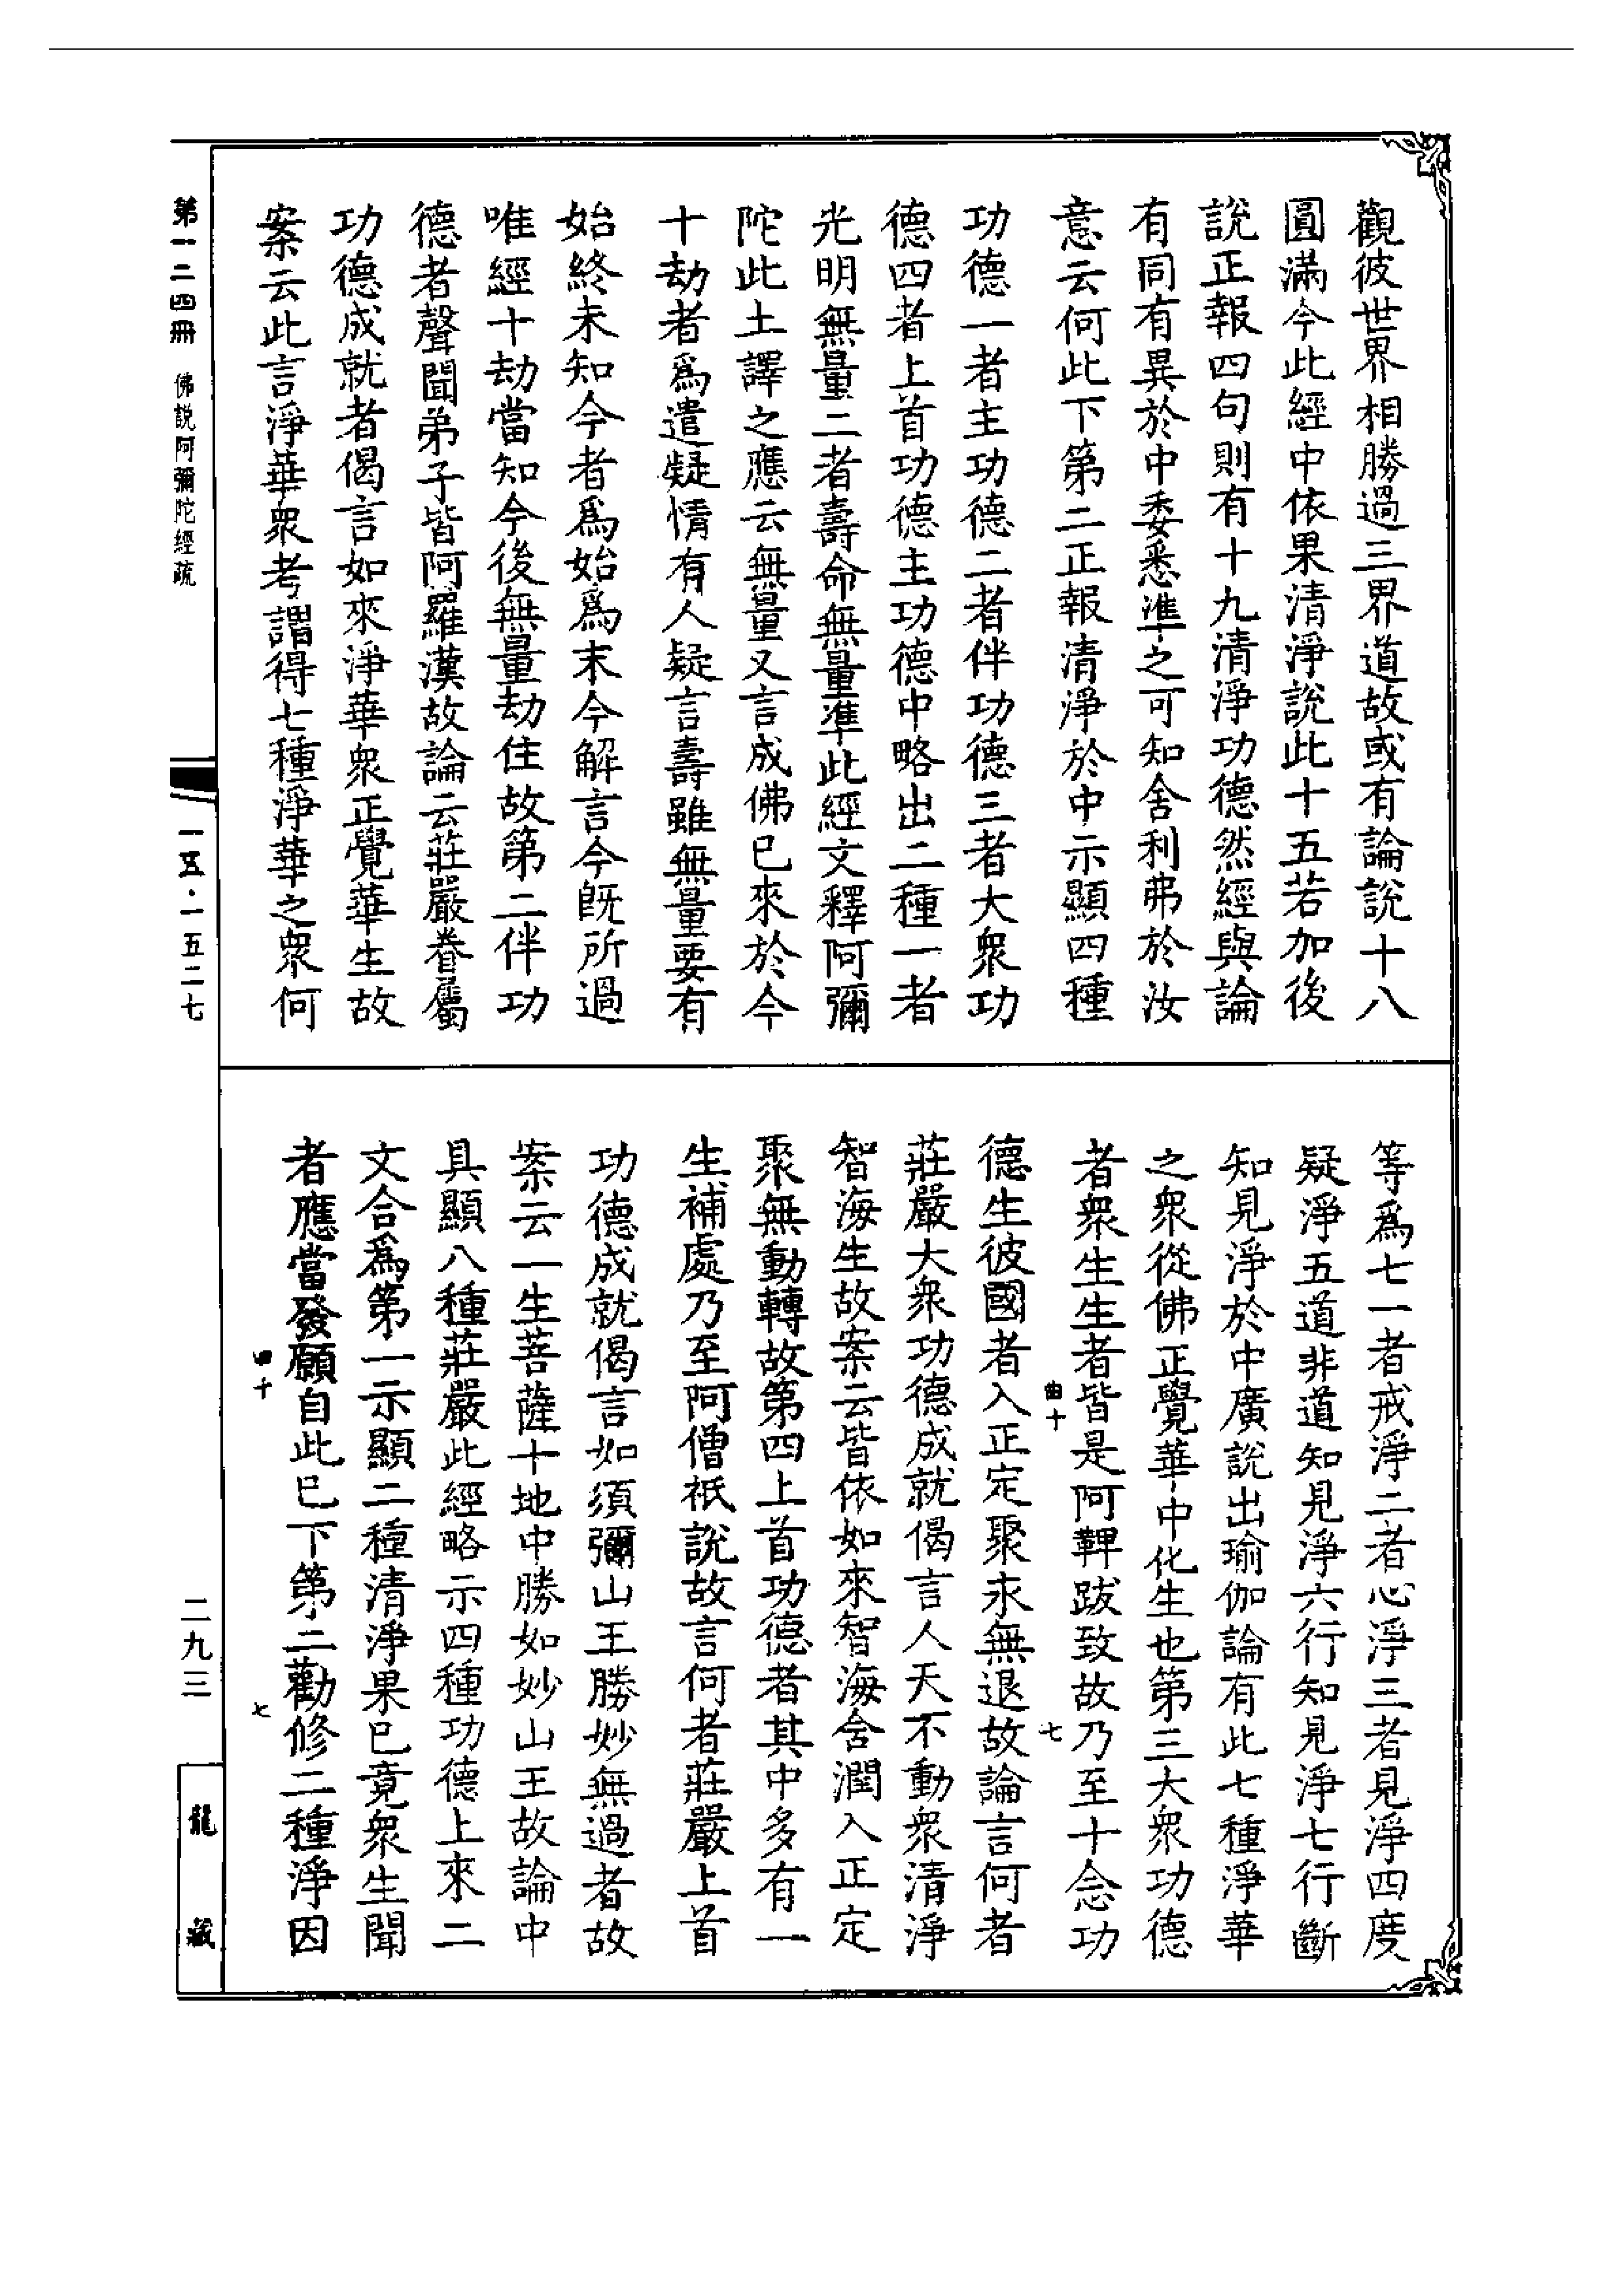 觀彼世界相勝過三界道故或有論說十八
圓滿今此經中依果清淨說此十五若加後
說正報四句則有十九清淨功德然經與論
有同有異於中委悉準之可知舍利弗於汝
意云何此下第二正報清淨於中示顯四種
功德一者主功德二者伴功德三者大衆功
德四者上首功德主功德中略出二種一者
光明無量二者壽命無量準此經文釋阿彌
陀此土譯之應云無量又言成佛已來於今
十劫者爲遣疑情有人疑言壽雖無量要有
始終未知今者爲始爲末今解言今旣所過
唯經十劫當知今後無量劫住故第二伴功
德者聲聞弟子皆阿羅漢故論云莊嚴眷屬
功德成就者偈言如來淨華衆正覺華生故
案云此言淨華衆考謂得七種淨華之衆何
等爲七一者戒淨二者心淨三者見淨四度
疑淨五道非道知見淨六行知見淨七行斷
知見淨於中廣說出瑜伽論有此七種淨華
之衆從佛正覺華中化生也第三大衆功德
者衆生生者皆是阿鞞跋致故乃至十念功
德生彼國者入正定聚永無退故論言何者
莊嚴大衆功德成就偈言人天不動衆清淨
智海生故案云皆依如來智海含潤入正定
聚無動轉故第四上首功德者其中多有一
生補處乃至阿僧祇說故言何者莊嚴上首
功德成就偈言如須彌山王勝妙無過者故
案云一生菩薩十地中勝如妙山王故論中
具顯八種莊嚴此經略示四種功德上來二
文合爲第一示顯二種清淨果已竟衆生聞
者應當發願自此已下第二勸修二種淨因
曲十
七
曲十
七
第一二四冊 佛說阿彌陀經疏
一一五·一五二七
二九三
龍藏